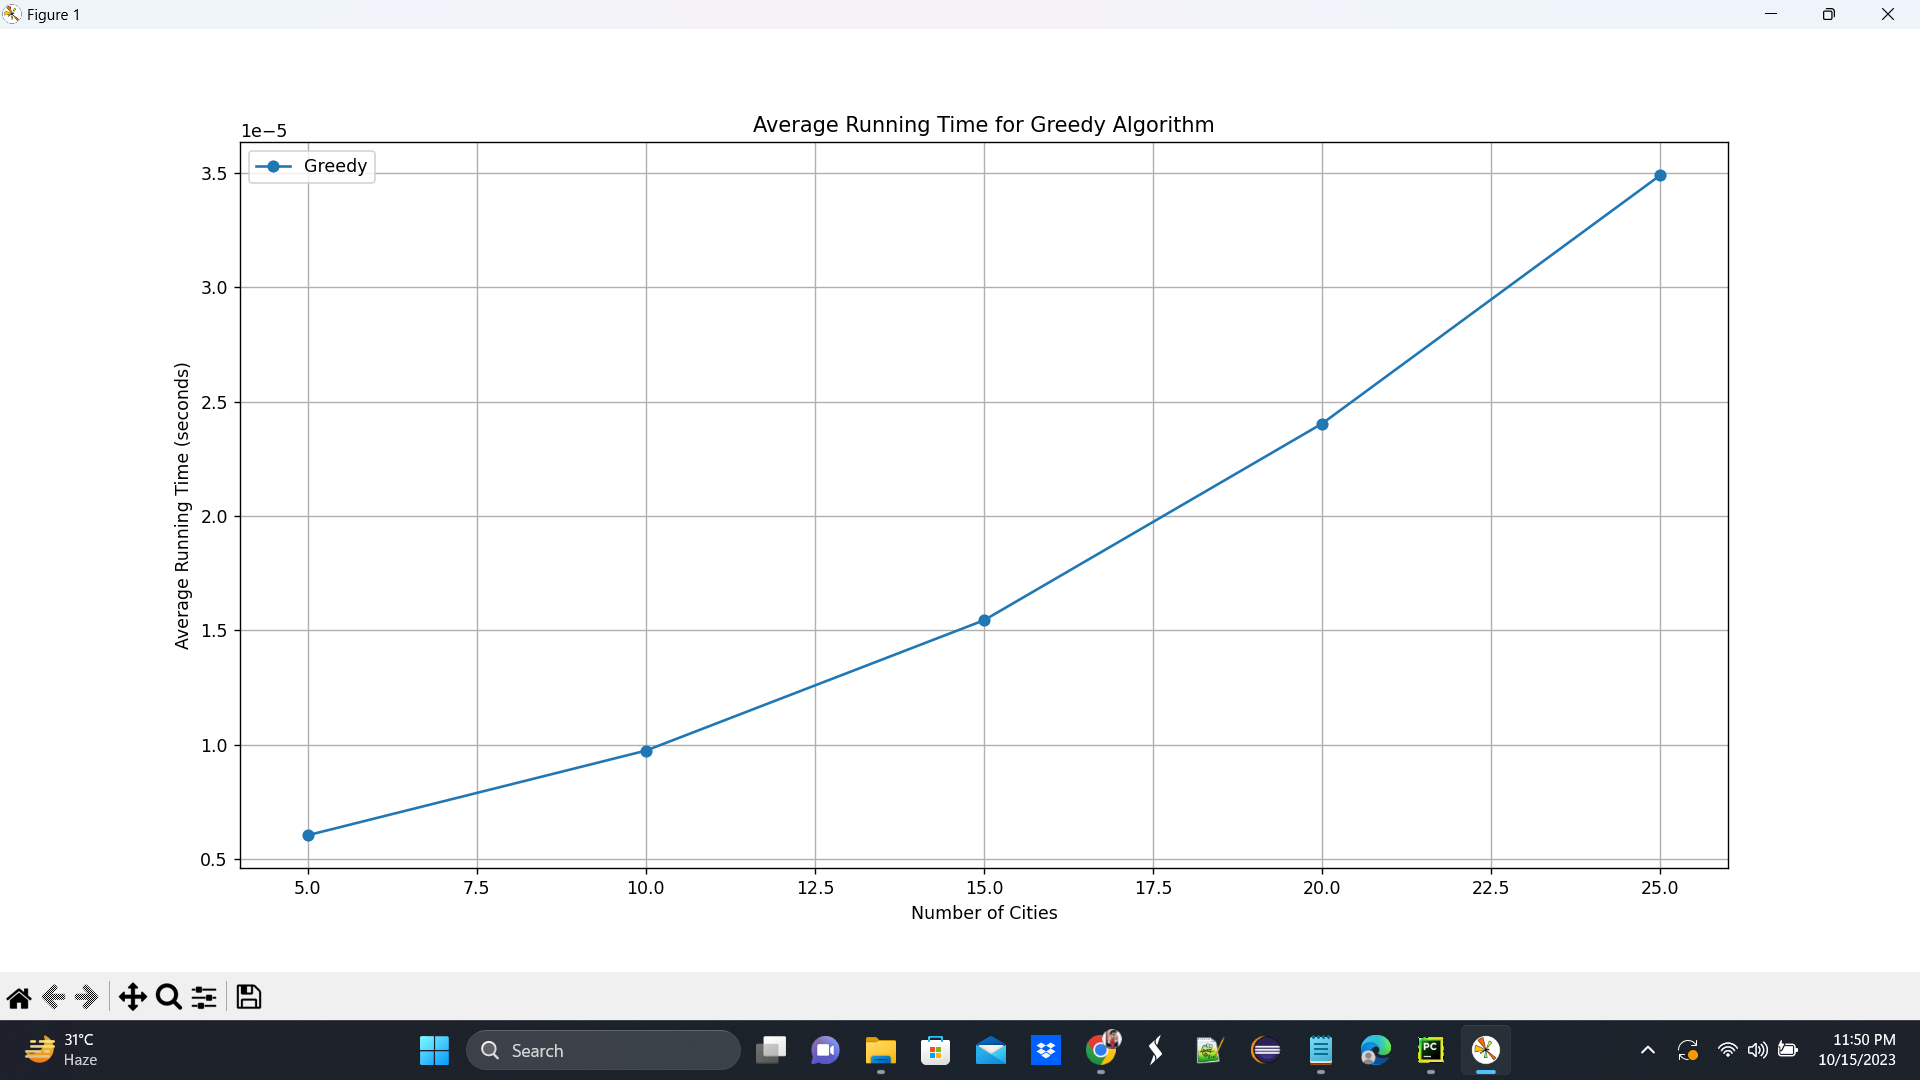 Figure 1
Average Running Time for Greedy Algorithm
1e−5
Greedy
3.5
3.0
2.5
2.0
1.5
1.0
0.5
Average Running Time (seconds)
5.0 7.5 10.0 12.5 15.0 17.5 20.0 22.5 25.0
Number of Cities
31°C
Haze
Search
PC
11:50 PM
10/15/2023